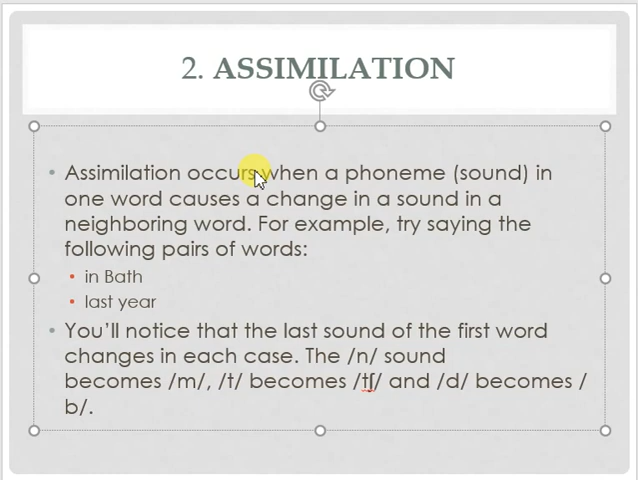 2. ASSIMILATION
• Assimilation occurs when a phoneme (sound) in
one word causes a change in a sound in a
neighboring word. For example, try saying the
following pairs of words:
▪ in Bath
▪ last year
• You’ll notice that the last sound of the first word
changes in each case. The /n/ sound
becomes /m/, /t/ becomes /tʃ/ and /d/ becomes /
b/.